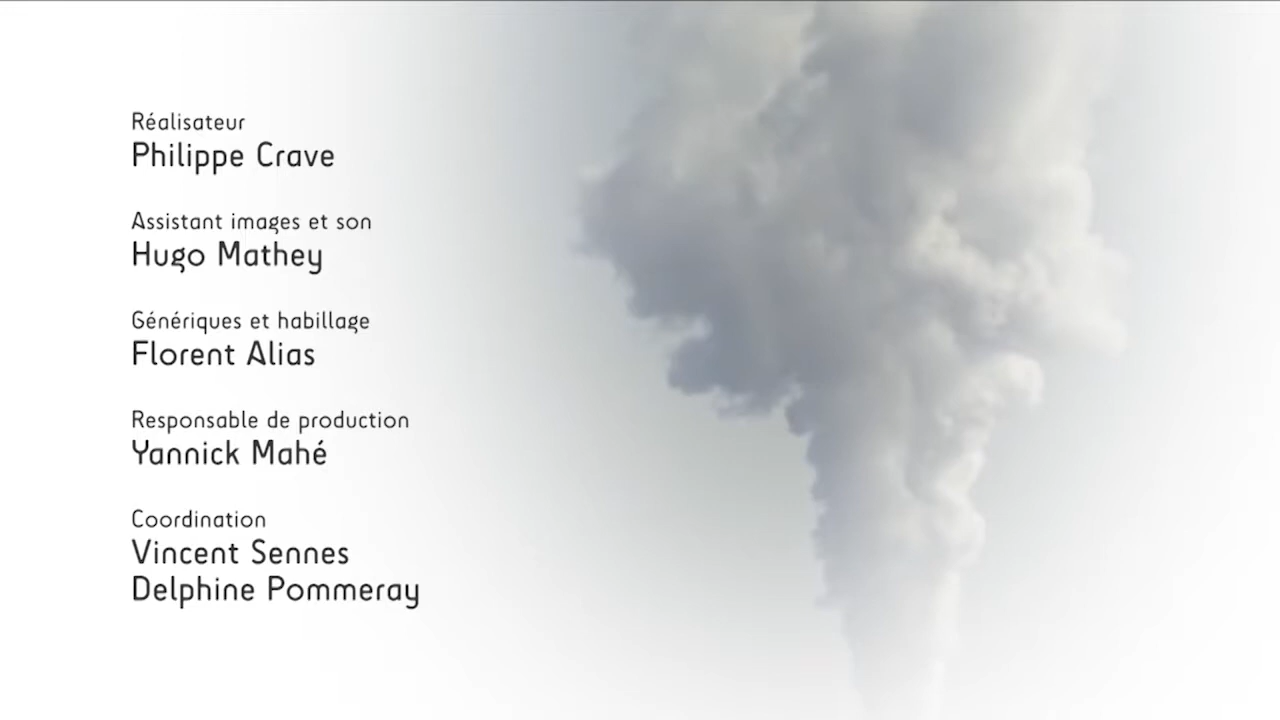 Réalisateur
Philippe Crave
Assistant images et son
Hugo Mathey
Génériques et habillage
Florent Alias
Responsable de production
Yannick Mahé
Coordination
Vincent Sennes
Delphine Pommeray